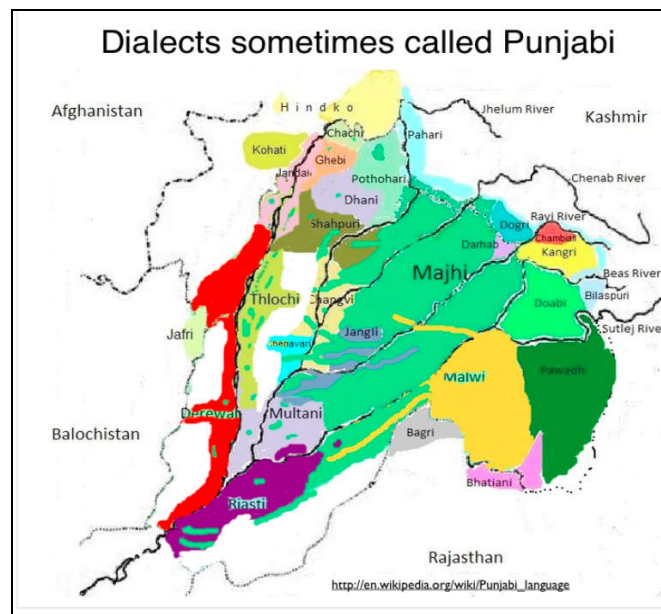 Dialects sometimes called Punjabi
Afghanistan
Hindko
Jhelum River
Kashmir
Chachi
Pahari
Kohati
Ghebi
Jandali
Pothohari
Chenab River
Dhani
Shahpuri
Dogri
Ravi River
Darhab
Chambiali
Kangri
Majhi
Beas River
Thlochi
Changvi
Bilaspuri
Doabi
Jafri
Jangli
Sutlej River
Chenavari
Malwi
Pawadh
Derewali
Multani
Balochistan
Bagri
Riasti
Bhatiani
Rajasthan
http://en.wikipedia.org/wiki/Punjabi_language